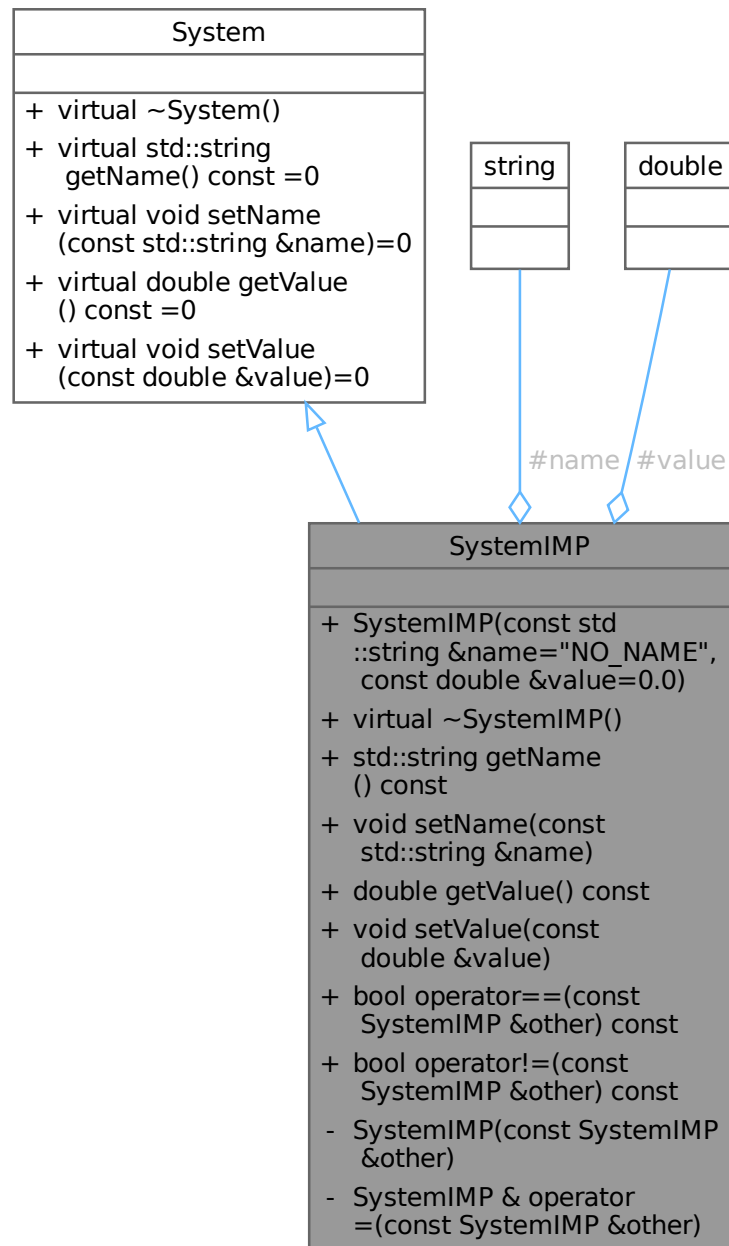 System
+ virtual ~System()
+ virtual std::string
getName() const =0
+ virtual void setName
(const std::string &name)=0
+ virtual double getValue
() const =0
+ virtual void setValue
(const double &value)=0
string
double
#name
#value
SystemIMP
+ SystemIMP(const std
::string &name="NO_NAME",
const double &value=0.0)
+ virtual ~SystemIMP()
+ std::string getName
() const
+ void setName(const
std::string &name)
+ double getValue() const
+ void setValue(const
double &value)
+ bool operator==(const
SystemIMP &other) const
+ bool operator!=(const
SystemIMP &other) const
- SystemIMP(const SystemIMP
&other)
- SystemIMP & operator
=(const SystemIMP &other)